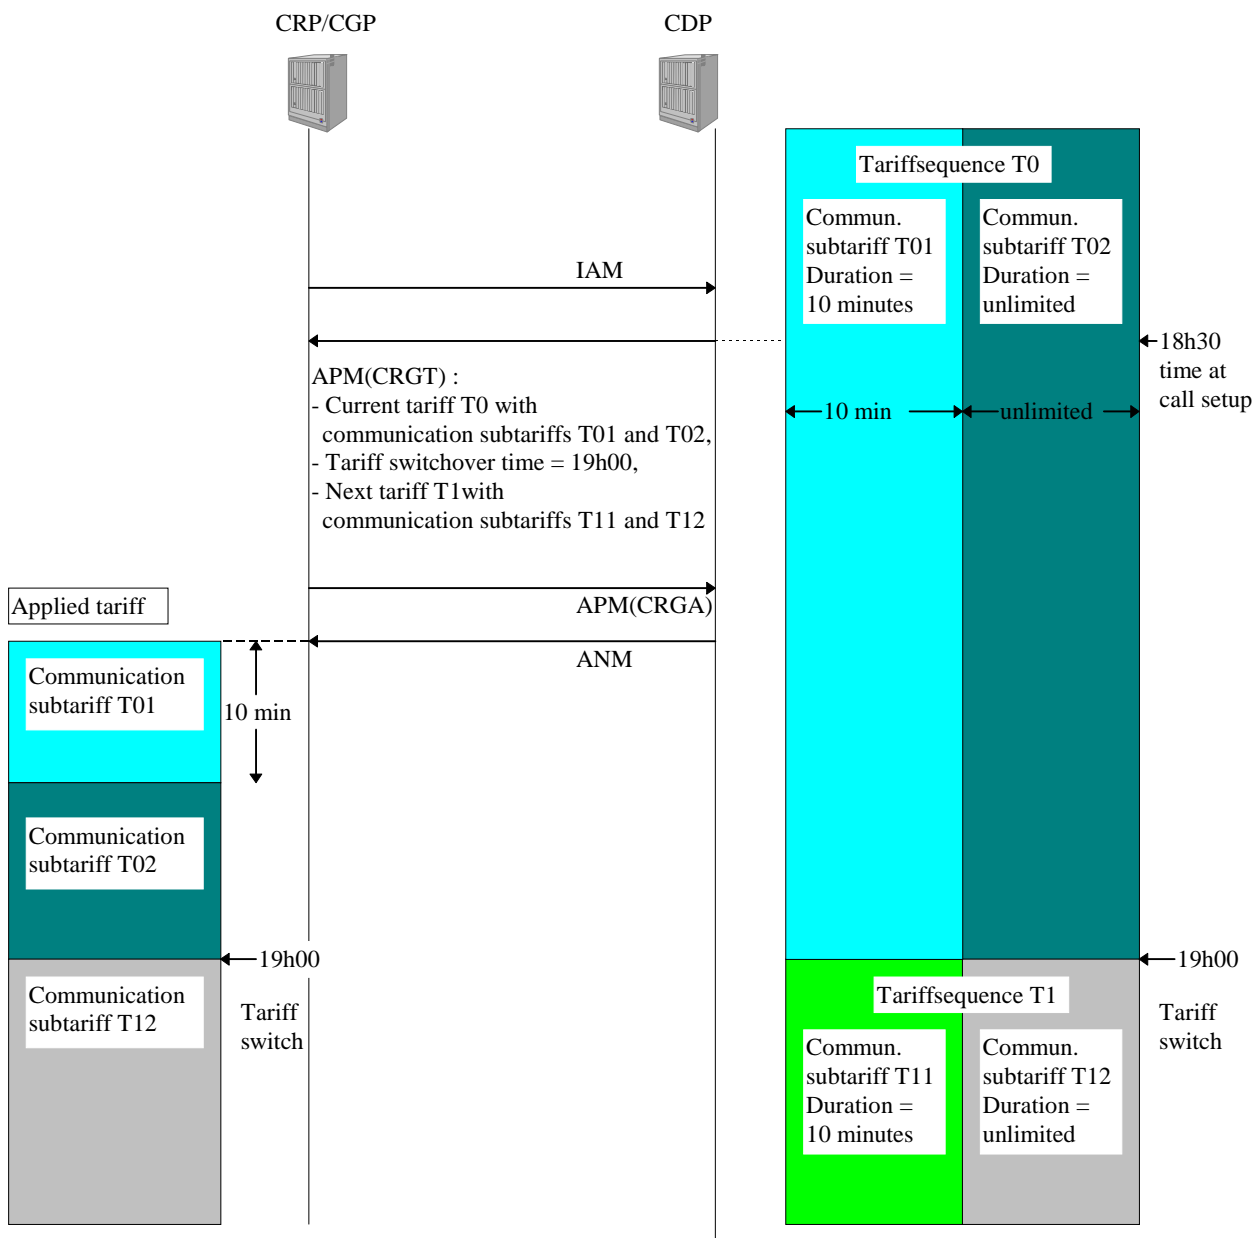 CRP/CGP
CDP
Tariffsequence T0
Commun.
subtariff T01
Duration =
10 minutes
Commun.
subtariff T02
Duration =
unlimited
IAM
18h30
time at
call setup
APM(CRGT) :
- Current tariff T0 with
communication subtariffs T01 and T02,
- Tariff switchover time = 19h00,
- Next tariff T1with
communication subtariffs T11 and T12
10 min
unlimited
APM(CRGA)
Applied tariff
ANM
Communication
subtariff T01
10 min
Communication
subtariff T02
19h00
19h00
Communication
subtariff T12
Tariff
switch
Tariffsequence T1
Tariff
switch
Commun.
subtariff T11
Duration =
10 minutes
Commun.
subtariff T12
Duration =
unlimited